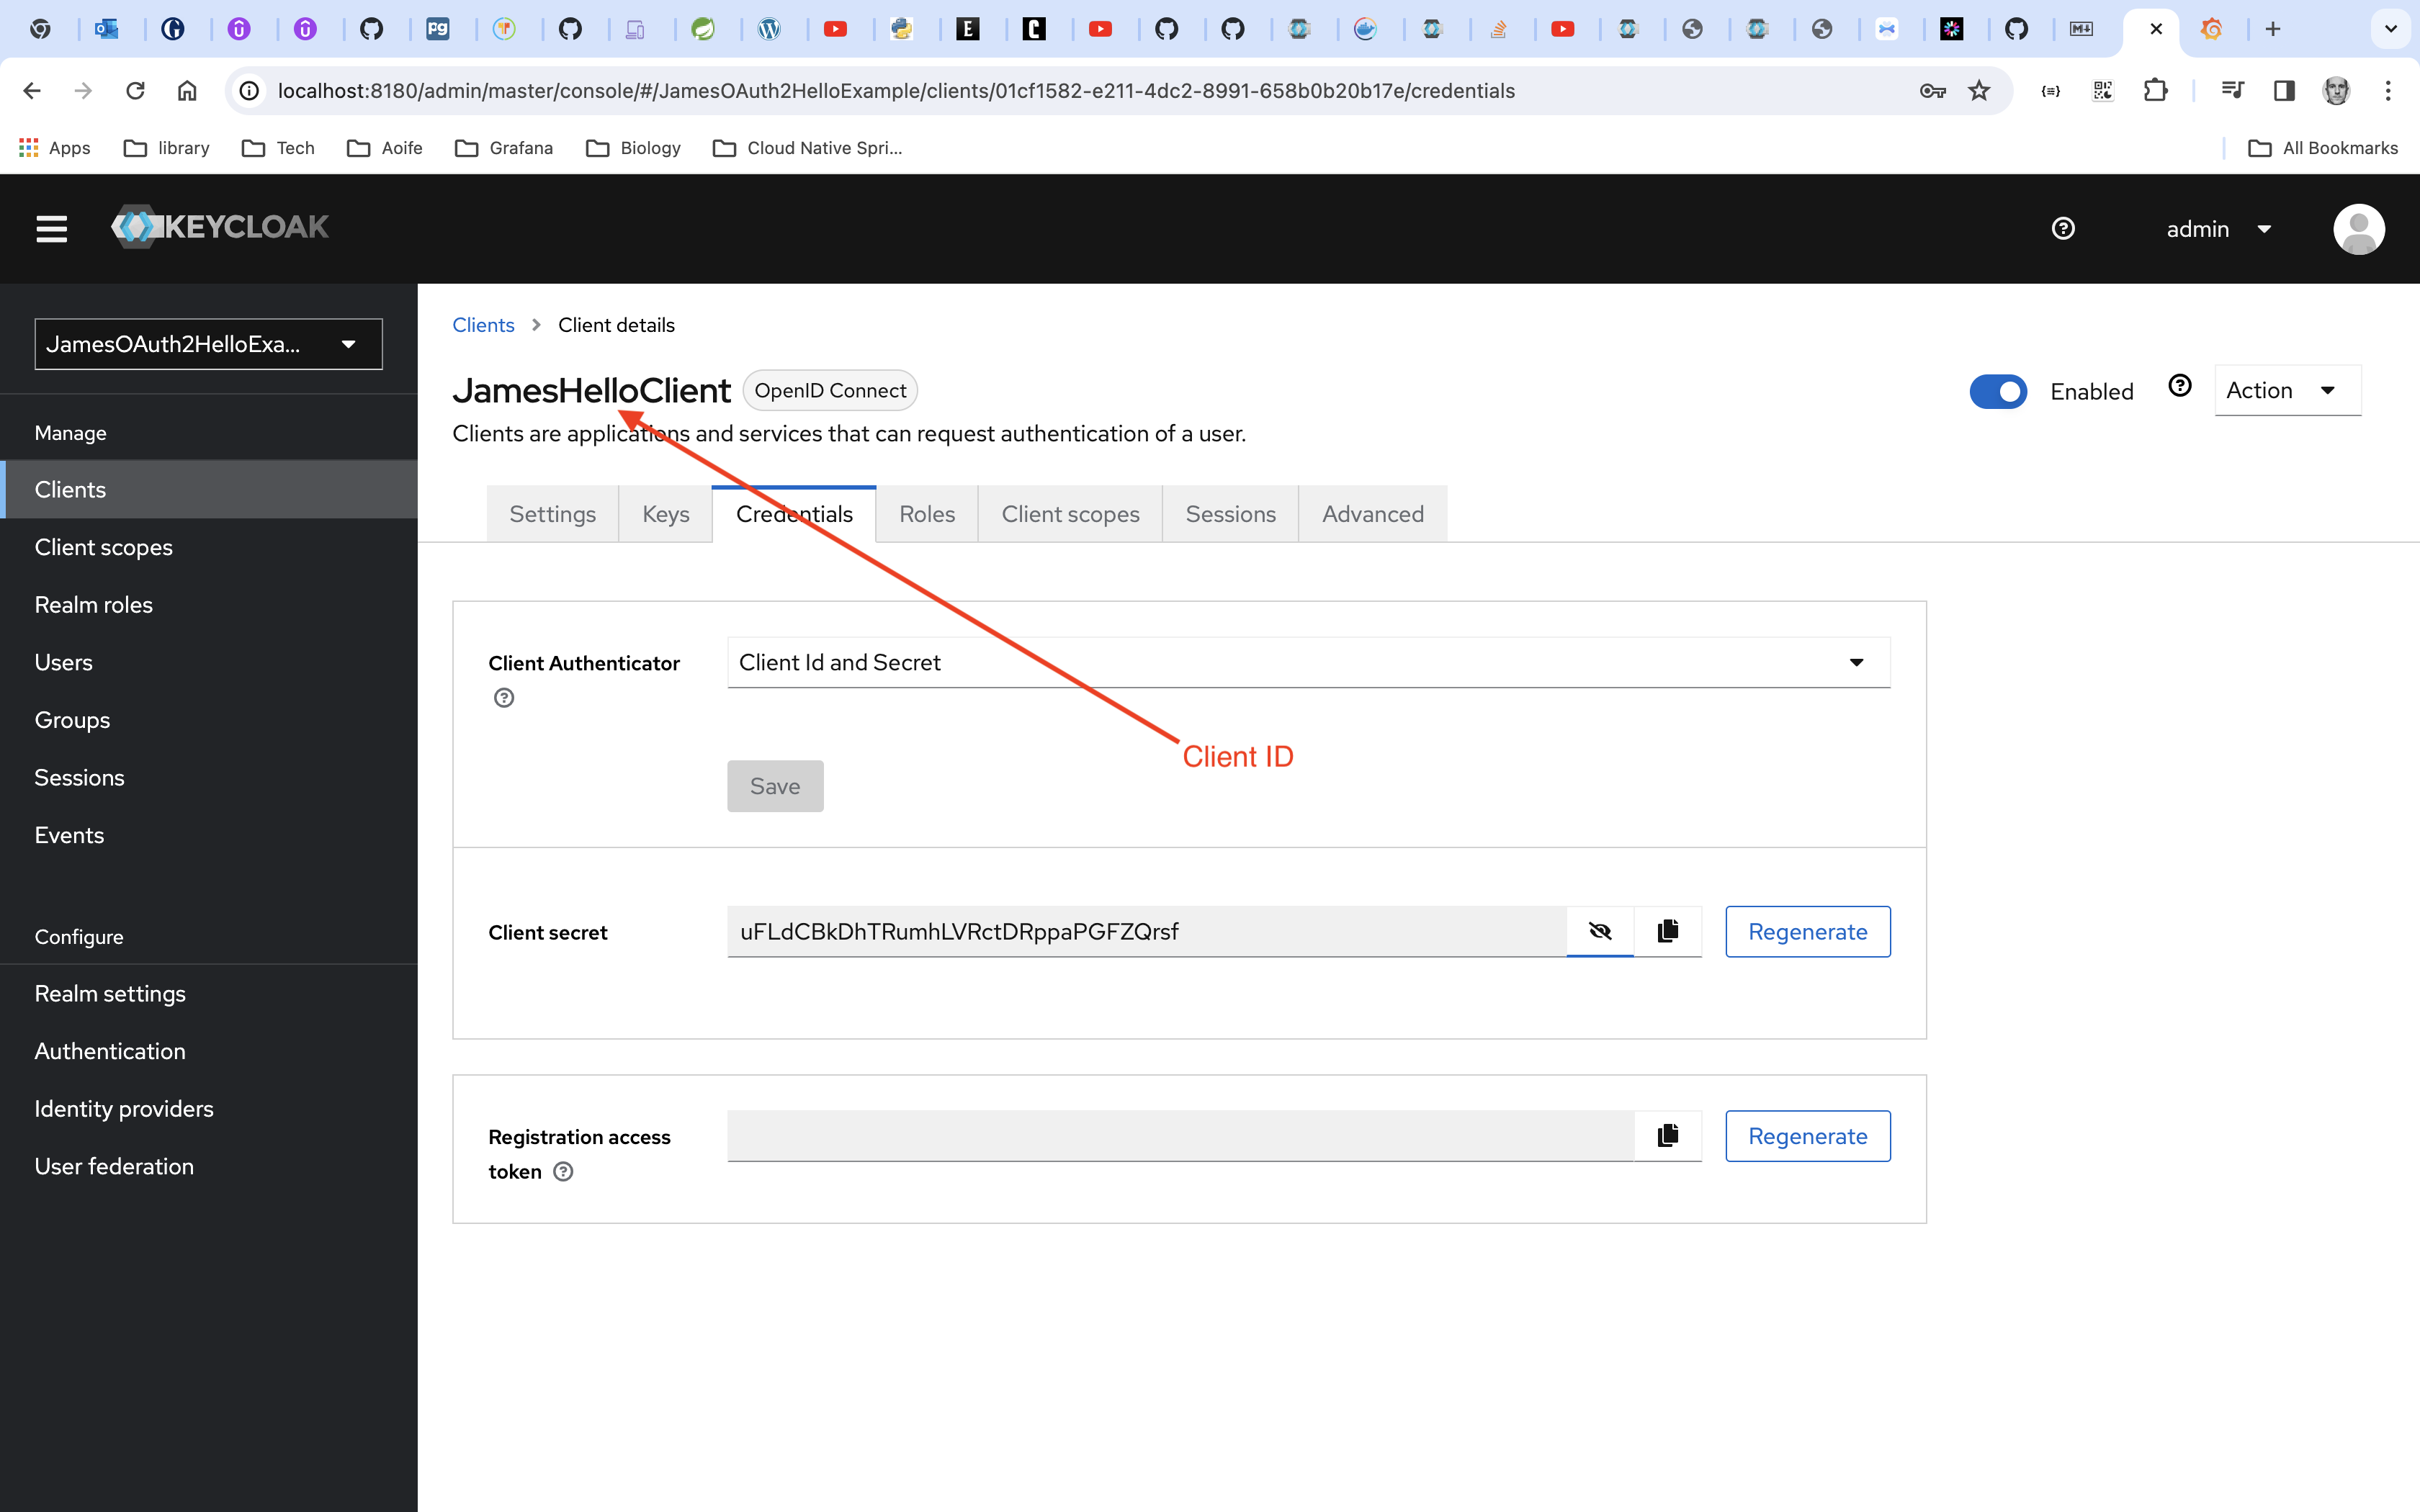 pg
E
C
M↓
localhost:8180/admin/master/console/#/JamesOAuth2HelloExample/clients/01cf1582-e211-4dc2-8991-658b0b20b17e/credentials
Apps
library
Tech
Aoife
Grafana
Biology
Cloud Native Spri...
All Bookmarks
KEYCLOAK
admin
JamesOAuth2HelloExa...
Manage
Clients
Client scopes
Realm roles
Users
Groups
Sessions
Events
Configure
Realm settings
Authentication
Identity providers
User federation
Clients > Client details
JamesHelloClient OpenID Connect
Enabled
Action
Clients are applications and services that can request authentication of a user.
Settings Keys Credentials Roles Client scopes Sessions Advanced
Client Authenticator
Client Id and Secret
Client ID
Save
Client secret
uFLdCBkDhTRumhLVRctDRppaPGFZQrsf
Regenerate
Registration access
token
Regenerate